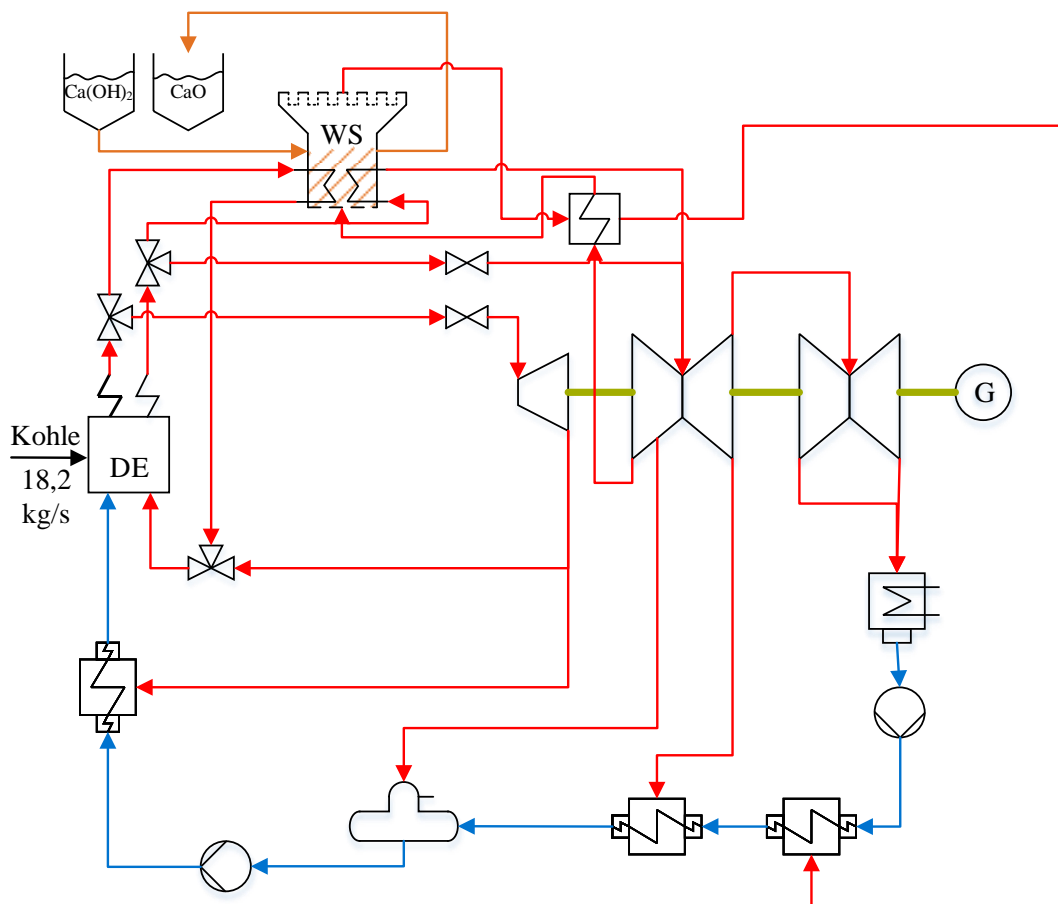 Ca(OH)₂
CaO
WS
G
Kohle
DE
18,2
kg/s